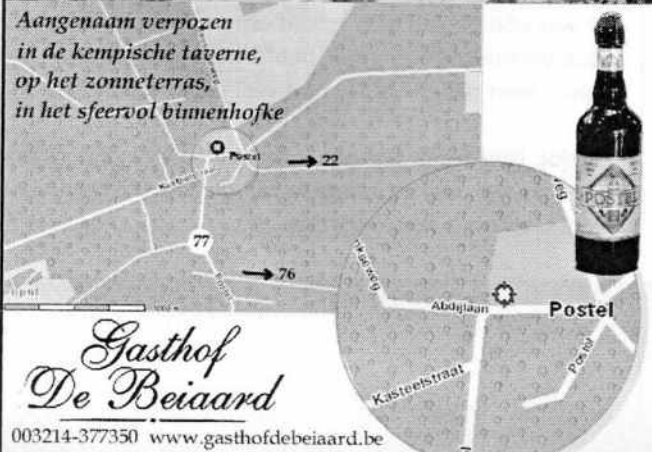 Aangenaam verpozen
in de kempische taverne,
op het zonneterras,
in het sfeervol binnenhofke
Postel
22
77
76
POSTEL
Abdijlaan
Postel
Kasteelstraat
Postel
Gasthof
De Beiaard
003214-377350 www.gasthofdebeiaard.be